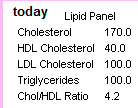 today Lipid Panel
Cholesterol 170.0
HDL Cholesterol 40.0
LDL Cholesterol 100.0
Triglycerides 100.0
Chol/HDL Ratio 4.2